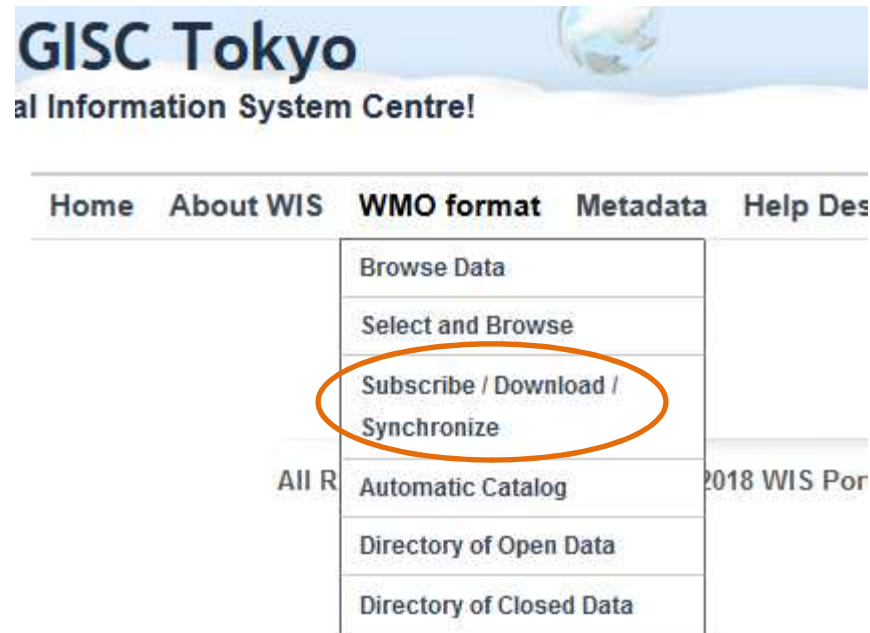 GISC Tokyo
al Information System Centre!
Home About WIS WMO format Metadata Help Des
Browse Data
Select and Browse
Subscribe / Download /
Synchronize
All R
2018 WIS Por
Automatic Catalog
Directory of Open Data
Directory of Closed Data